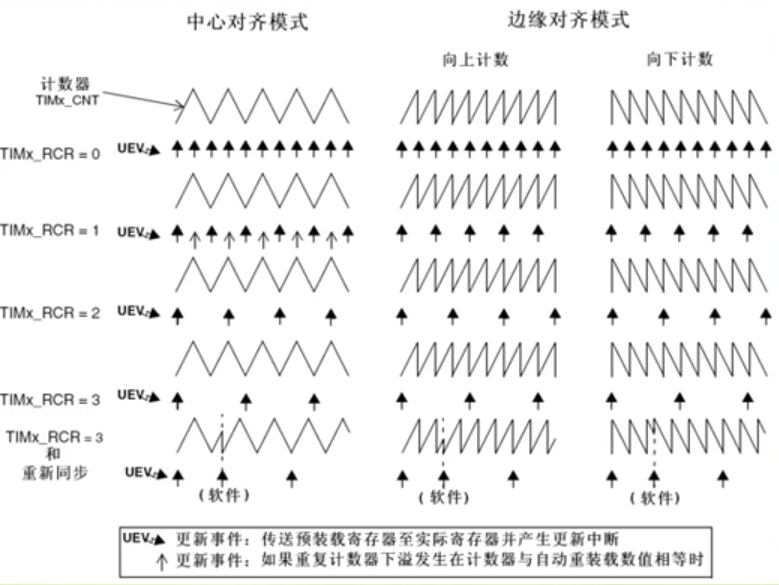 中心对齐模式
边缘对齐模式
向上计数
向下计数
计数器
TIMx_CNT
TIMx_RCR = 0
UEV
TIMx_RCR = 1
UEV
TIMx_RCR = 2
UEV
TIMx_RCR = 3
UEV
TIMx_RCR = 3
和
重新同步
UEV
(软件)
(软件)
(软件)
UEV 更新事件：传送预装载寄存器至实际寄存器并产生更新中断
更新事件：如果重复计数器下溢发生在计数器与自动重装载数值相等时